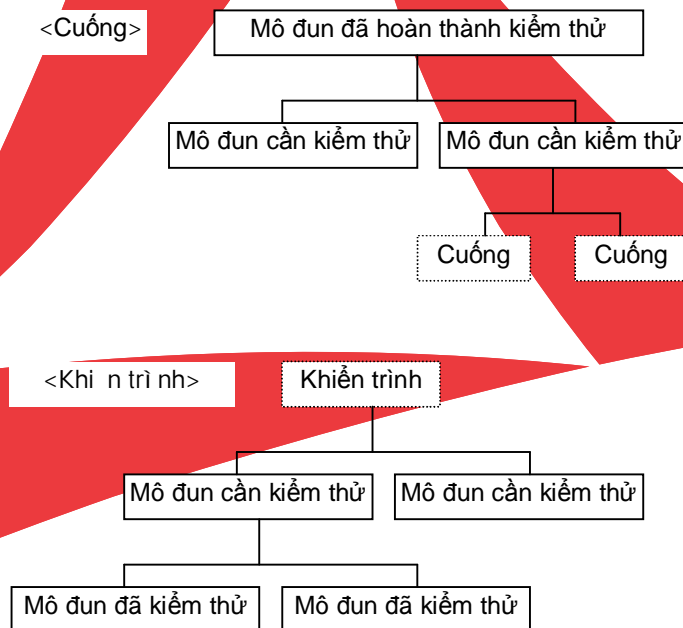 <Cuống>
Mô đun đã hoàn thành kiểm thử
Mô đun cần kiểm thử
Mô đun cần kiểm thử
Cuống
Cuống
<Khi n trì nh>
Khiển trình
Mô đun cần kiểm thử
Mô đun cần kiểm thử
Mô đun đã kiểm thử
Mô đun đã kiểm thử